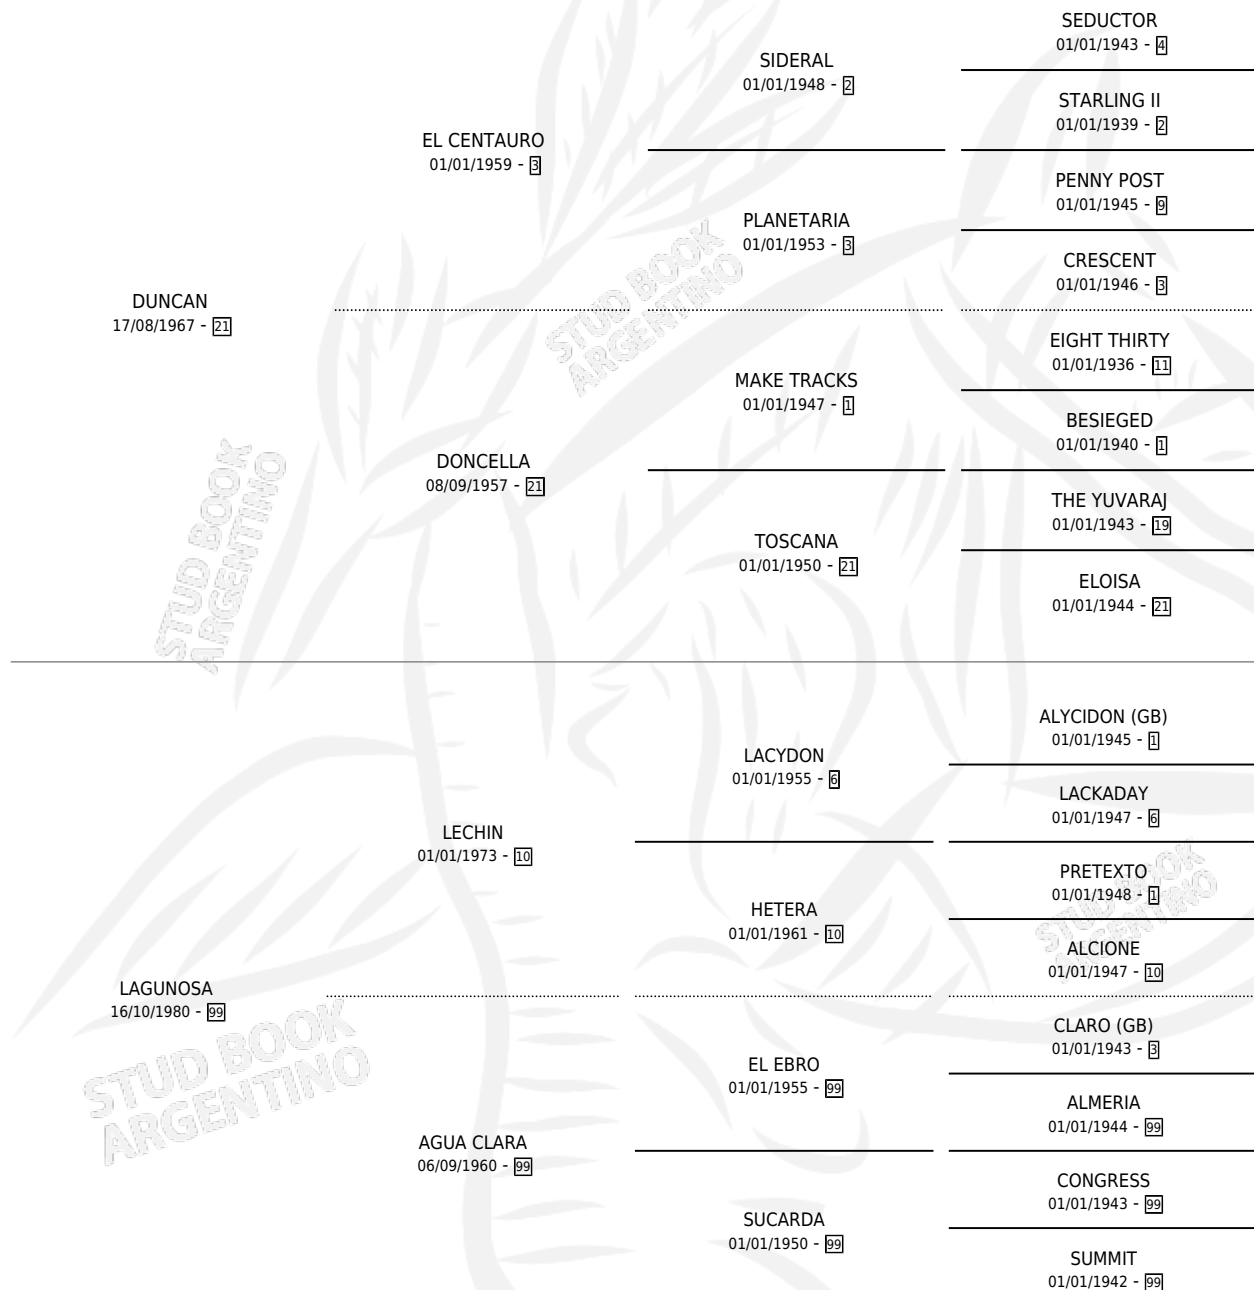 SEDUCTOR
01/01/1943 - 4
SIDERAL
01/01/1948 - 2
STARLING II
01/01/1939 - 2
EL CENTAURO
01/01/1959 - 3
PENNY POST
01/01/1945 - 9
PLANETARIA
01/01/1953 - 3
CRESCENT
01/01/1946 - 3
DUNCAN
17/08/1967 - 21
EIGHT THIRTY
01/01/1936 - 11
MAKE TRACKS
01/01/1947 - 1
BESIEGED
01/01/1940 - 1
DONCELLA
08/09/1957 - 21
THE YUVARAJ
01/01/1943 - 19
TOSCANA
01/01/1950 - 21
ELOISA
01/01/1944 - 21
STUD BOOK
ARGENTINO
STUD BOOK
ARGENTINO
ALYCIDON (GB)
01/01/1945 - 1
LACYDON
01/01/1955 - 6
LACKADAY
01/01/1947 - 6
LECHIN
01/01/1973 - 10
PRETEXTO
01/01/1948 - 1
HETERA
01/01/1961 - 10
ALCIONE
01/01/1947 - 10
LAGUNOSA
16/10/1980 - 99
CLARO (GB)
01/01/1943 - 3
EL EBRO
01/01/1955 - 99
ALMERIA
01/01/1944 - 99
AGUA CLARA
06/09/1960 - 99
CONGRESS
01/01/1943 - 99
SUCARDA
01/01/1950 - 99
SUMMIT
01/01/1942 - 99
STUD BOOK
ARGENTINO
STUD BOOK
ARGENTINO